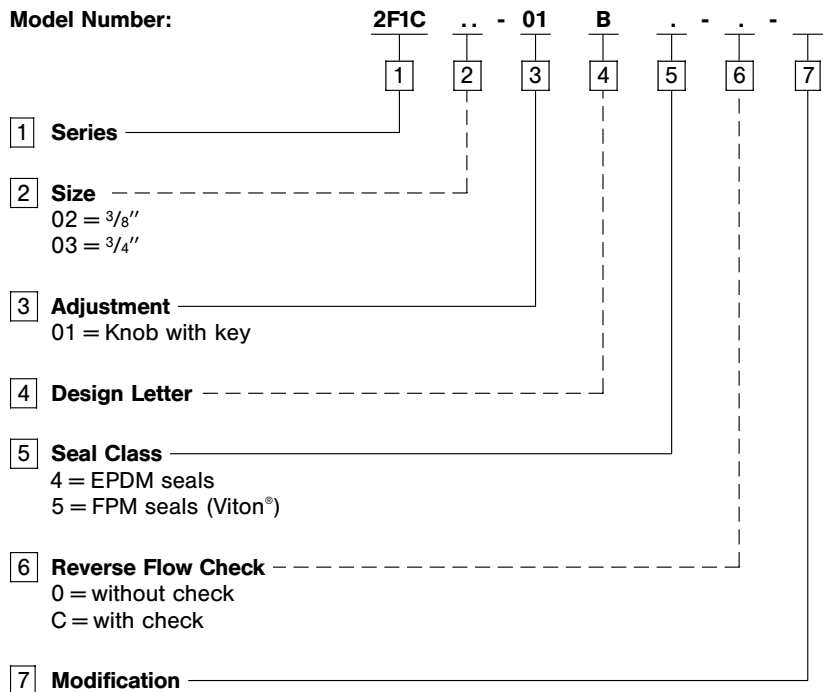 Model Number: 2F1C .. - 01 B . - . -
1 2 3 4 5 6 7
1 Series
2 Size
02 = 3/8″
03 = 3/4″
3 Adjustment
01 = Knob with key
4 Design Letter
5 Seal Class
4 = EPDM seals
5 = FPM seals (Viton®)
6 Reverse Flow Check
0 = without check
C = with check
7 Modification